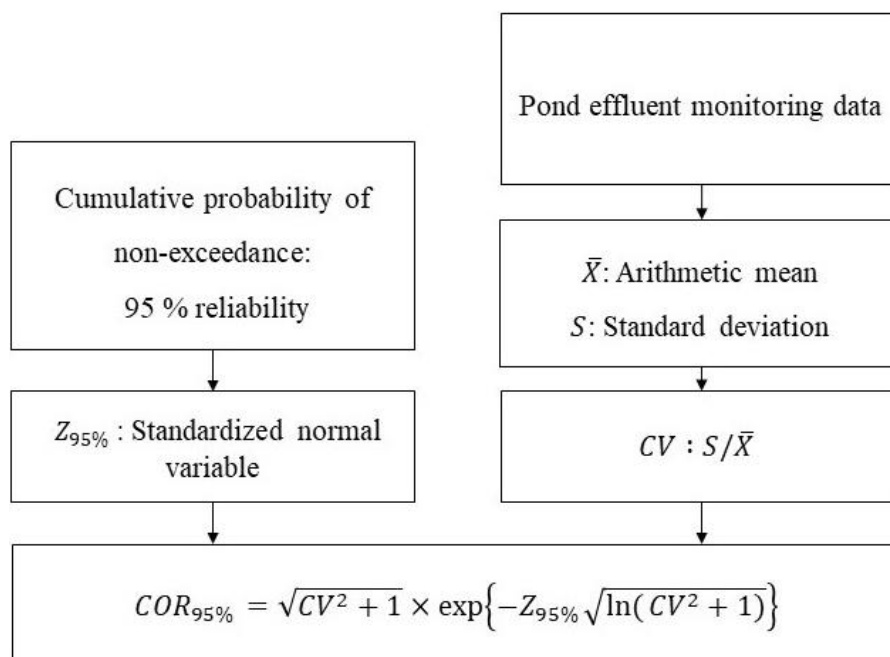 Pond effluent monitoring data
Cumulative probability of
non-exceedance:
95 % reliability
X̄: Arithmetic mean
S: Standard deviation
Z₉₅% : Standardized normal
variable
CV : S/X̄
COR₉₅% = √(CV² + 1) × exp{−Z₉₅%√(ln( CV² + 1))}